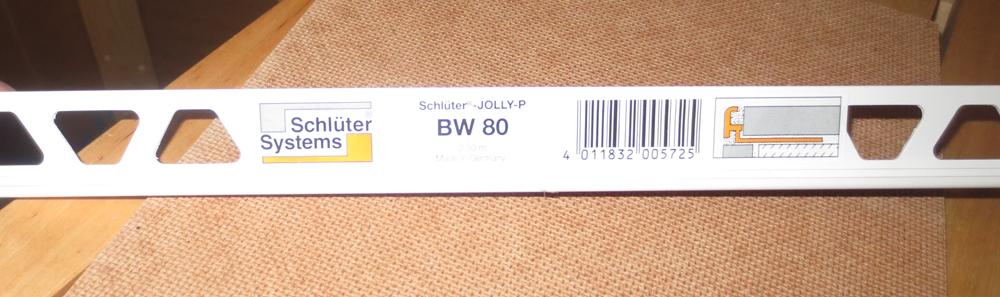 Schlüter®
Systems
Schlüter®-JOLLY-P
BW 80
2,50 m
Made in Germany
4 011832 005725